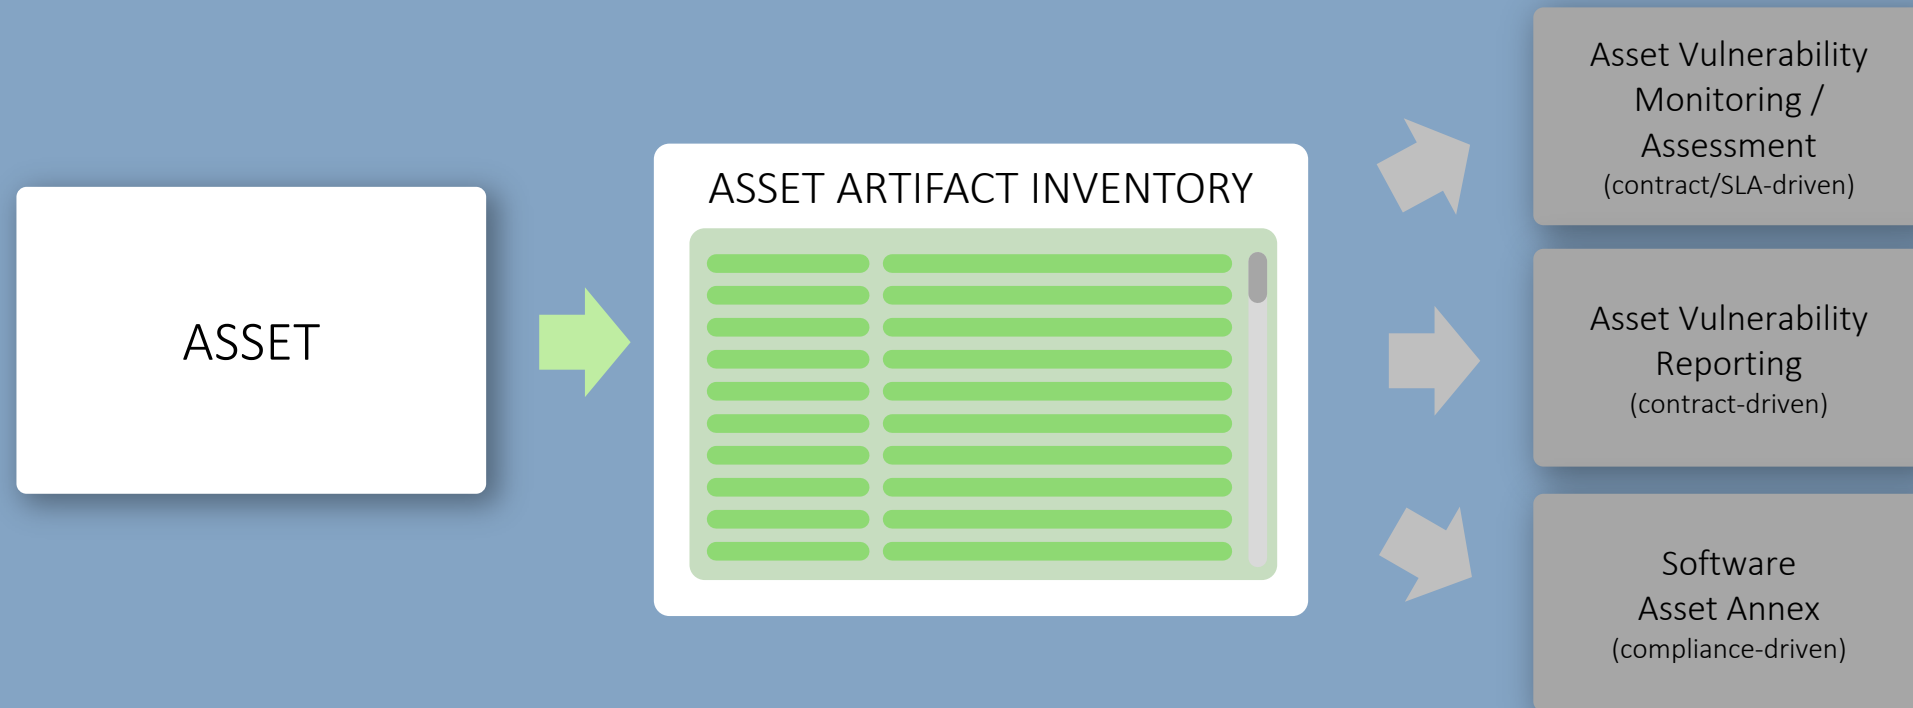 ASSET
ASSET ARTIFACT INVENTORY
Asset Vulnerability
Monitoring /
Assessment
(contract/SLA-driven)
Asset Vulnerability
Reporting
(contract-driven)
Software
Asset Annex
(compliance-driven)